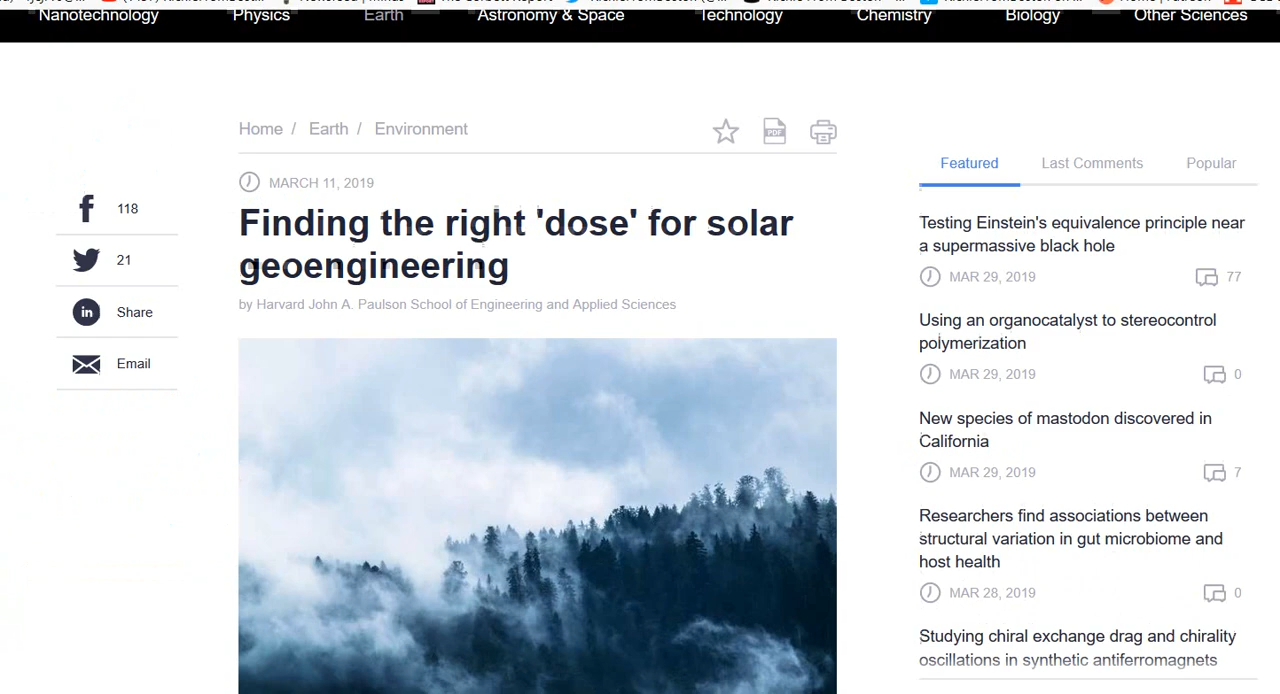 Nanotechnology Physics Earth Astronomy & Space Technology Chemistry Biology Other Sciences
Home / Earth / Environment
PDF
MARCH 11, 2019
Finding the right 'dose' for solar
geoengineering
by Harvard John A. Paulson School of Engineering and Applied Sciences
118
21
in Share
Email
Featured Last Comments Popular
Testing Einstein's equivalence principle near
a supermassive black hole
MAR 29, 2019 77
Using an organocatalyst to stereocontrol
polymerization
MAR 29, 2019 0
New species of mastodon discovered in
California
MAR 29, 2019 7
Researchers find associations between
structural variation in gut microbiome and
host health
MAR 28, 2019 0
Studying chiral exchange drag and chirality
oscillations in synthetic antiferromagnets